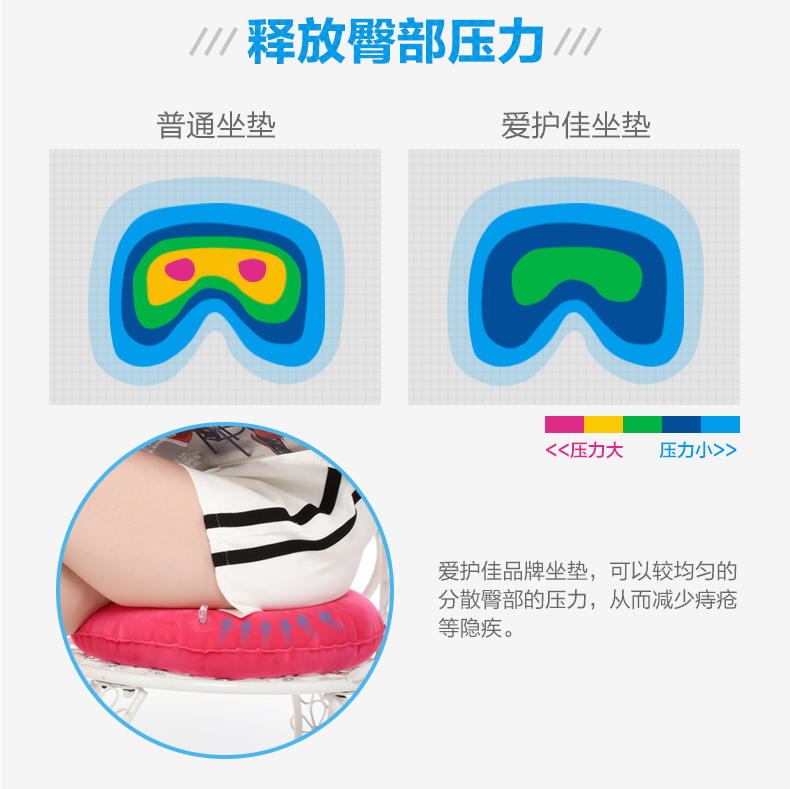 释放臀部压力
普通坐垫
爱护佳坐垫
<<压力大
压力小>>
爱护佳品牌坐垫，可以较均匀的
分散臀部的压力，从而减少痔疮
等隐疾。